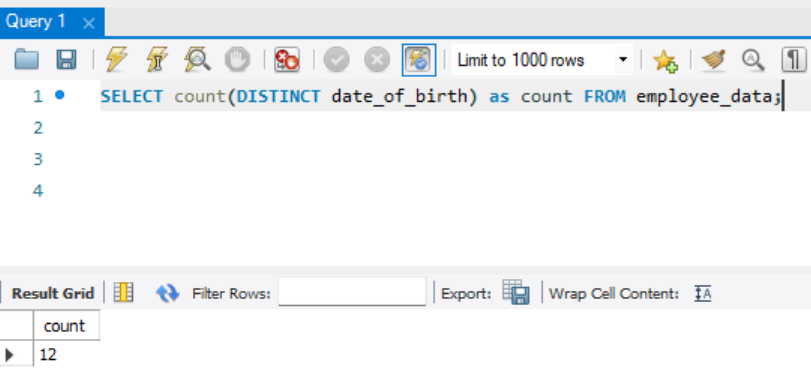 Query 1
Limit to 1000 rows
1 SELECT count(DISTINCT date_of_birth) as count FROM employee_data;
2
3
4
Result Grid Filter Rows: Export: Wrap Cell Content: IA
count
12